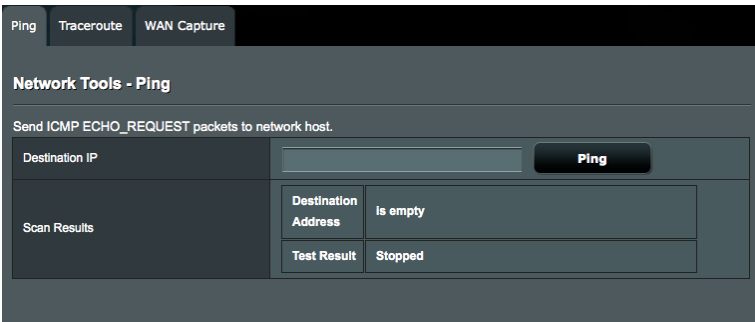 Ping Traceroute WAN Capture
Network Tools - Ping
Send ICMP ECHO_REQUEST packets to network host.
Destination IP Ping
Scan Results
Destination Address is empty
Test Result Stopped